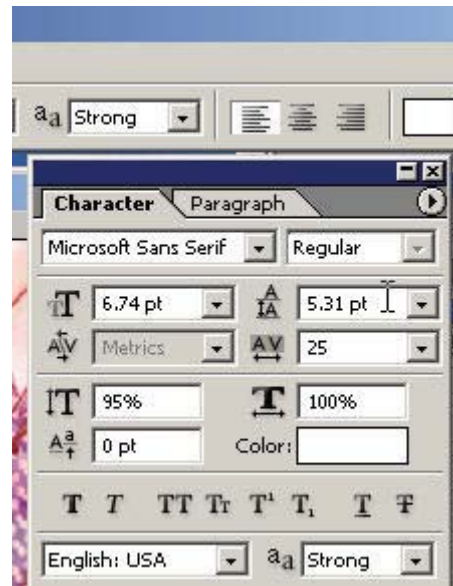 aa Strong
Character Paragraph
Microsoft Sans Serif Regular
6.74 pt 5.31 pt
Metrics 25
95% 100%
0 pt Color:
T T TT Tr T¹ T₁ T T
English: USA aa Strong